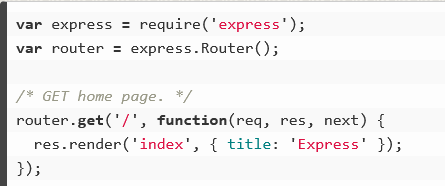 var express = require('express');
var router = express.Router();
/* GET home page. */
router.get('/', function(req, res, next) {
res.render('index', { title: 'Express' });
});